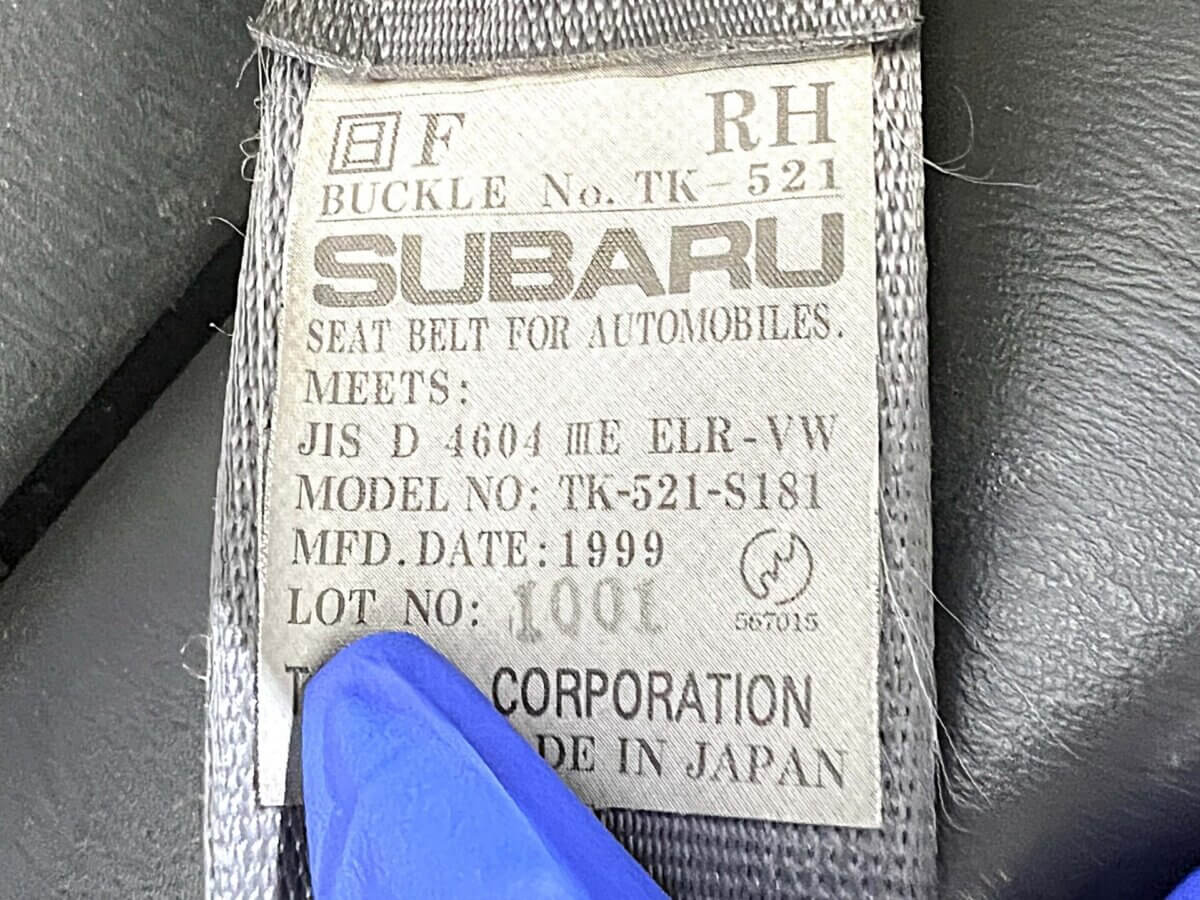 日 F RH
BUCKLE No. TK-521
SUBARU
SEAT BELT FOR AUTOMOBILES.
MEETS:
JIS D 4604 ⅢE ELR-VW
MODEL NO: TK-521-S181
MFD. DATE: 1999
LOT NO: 1001
567015
CORPORATION
IN JAPAN